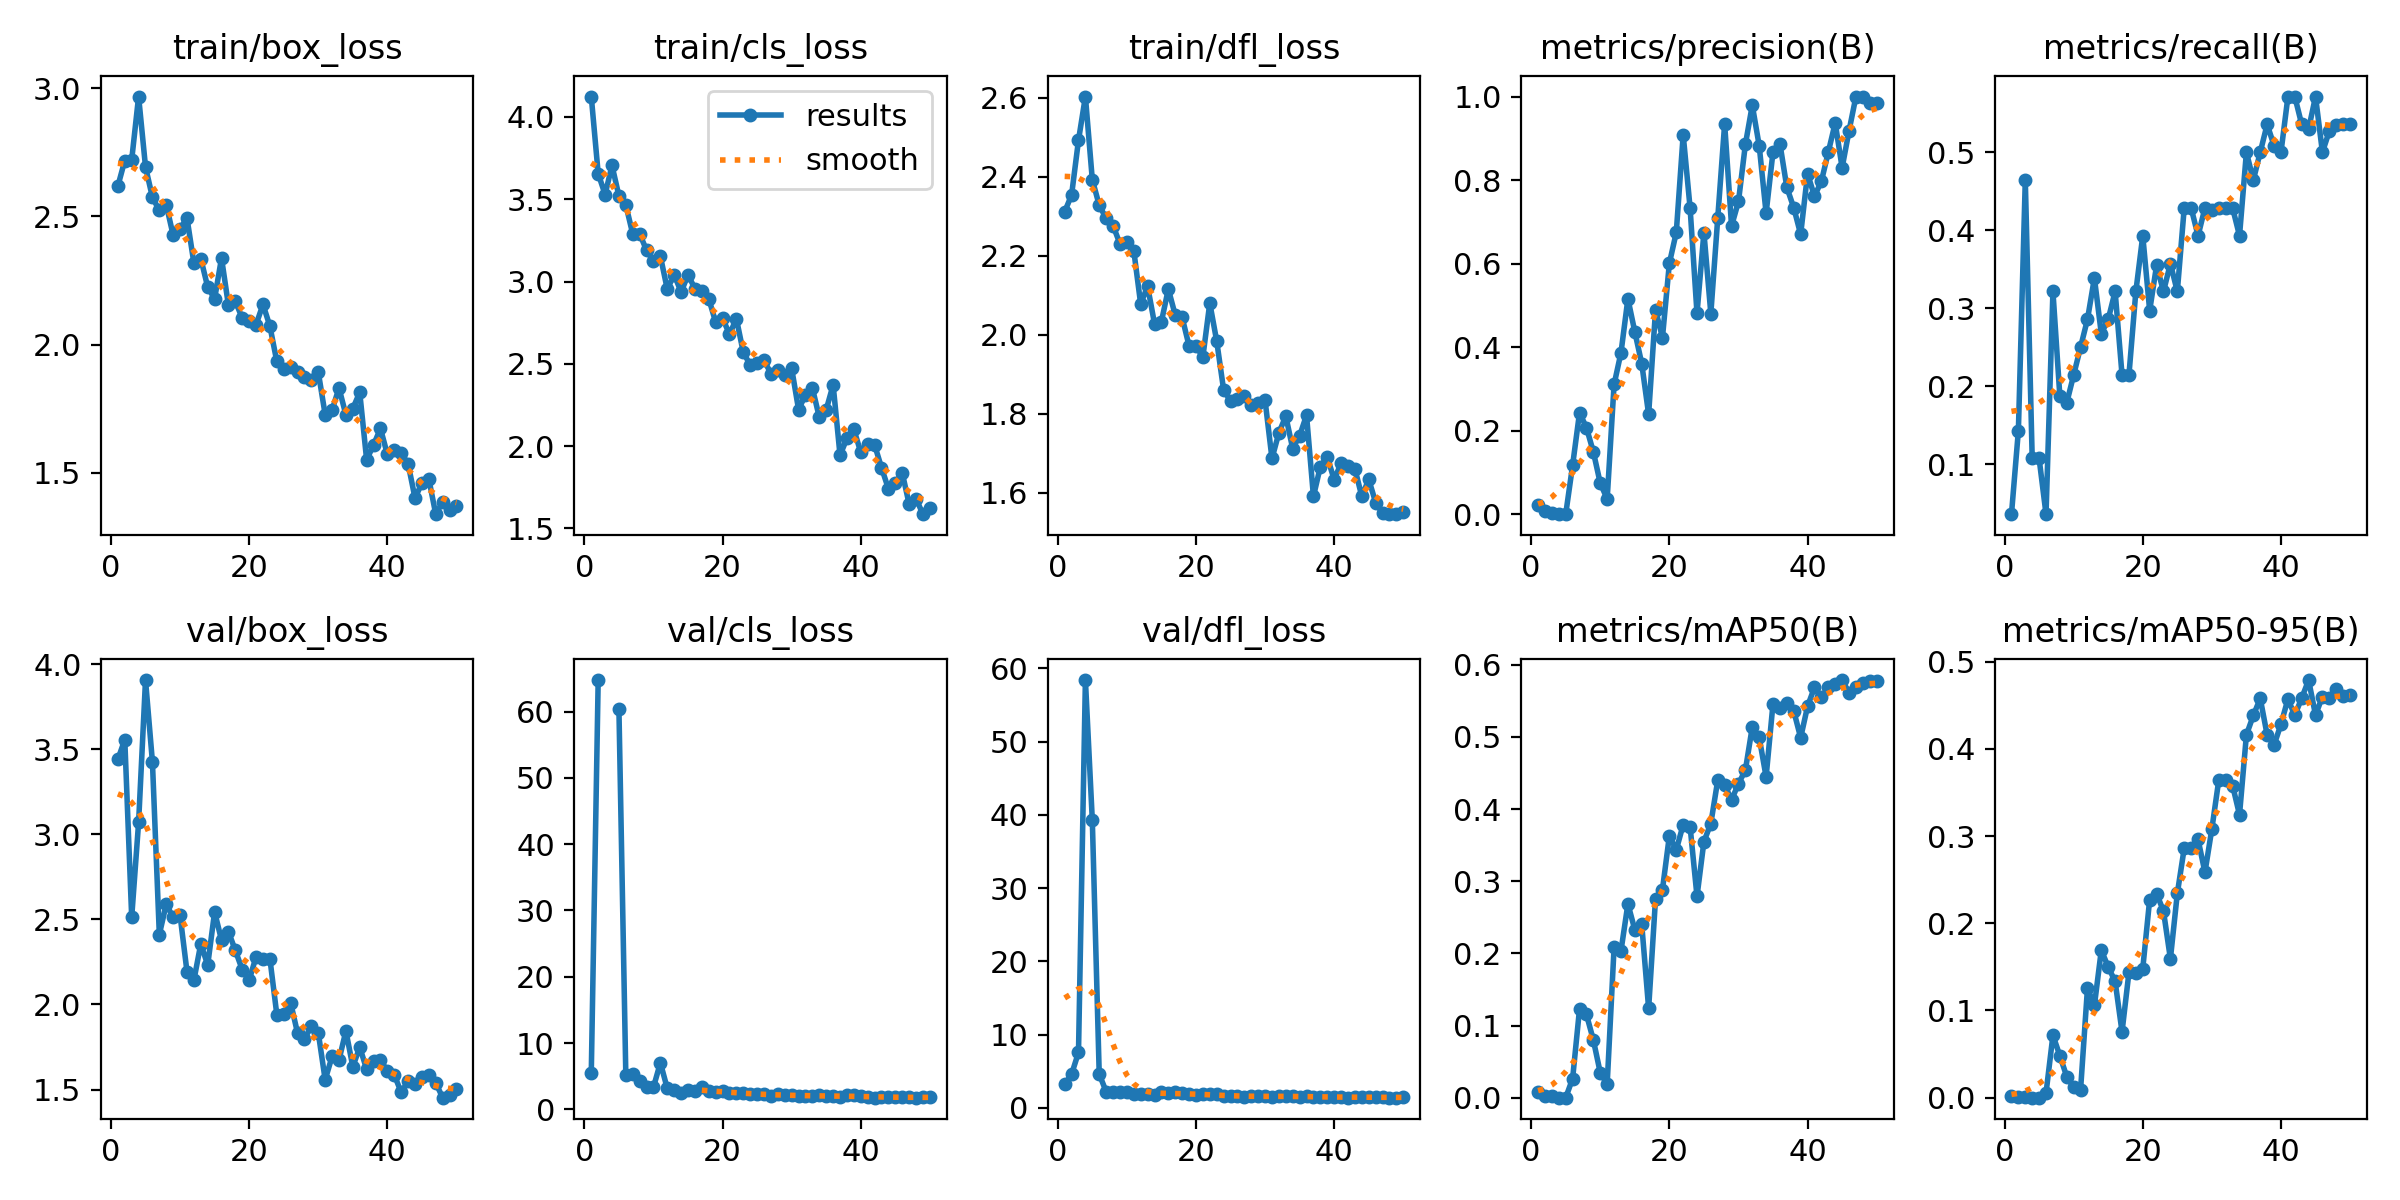 train/box_loss
train/cls_loss
train/dfl_loss
metrics/precision(B)
metrics/recall(B)
3.0
2.5
2.0
1.5
0 20 40
results
smooth
4.0
3.5
3.0
2.5
2.0
1.5
0 20 40
2.6
2.4
2.2
2.0
1.8
1.6
0 20 40
1.0
0.8
0.6
0.4
0.2
0.0
0 20 40
0.5
0.4
0.3
0.2
0.1
0 20 40
val/box_loss
val/cls_loss
val/dfl_loss
metrics/mAP50(B)
metrics/mAP50-95(B)
4.0
3.5
3.0
2.5
2.0
1.5
0 20 40
60
50
40
30
20
10
0
0 20 40
60
50
40
30
20
10
0
0 20 40
0.6
0.5
0.4
0.3
0.2
0.1
0.0
0 20 40
0.5
0.4
0.3
0.2
0.1
0.0
0 20 40